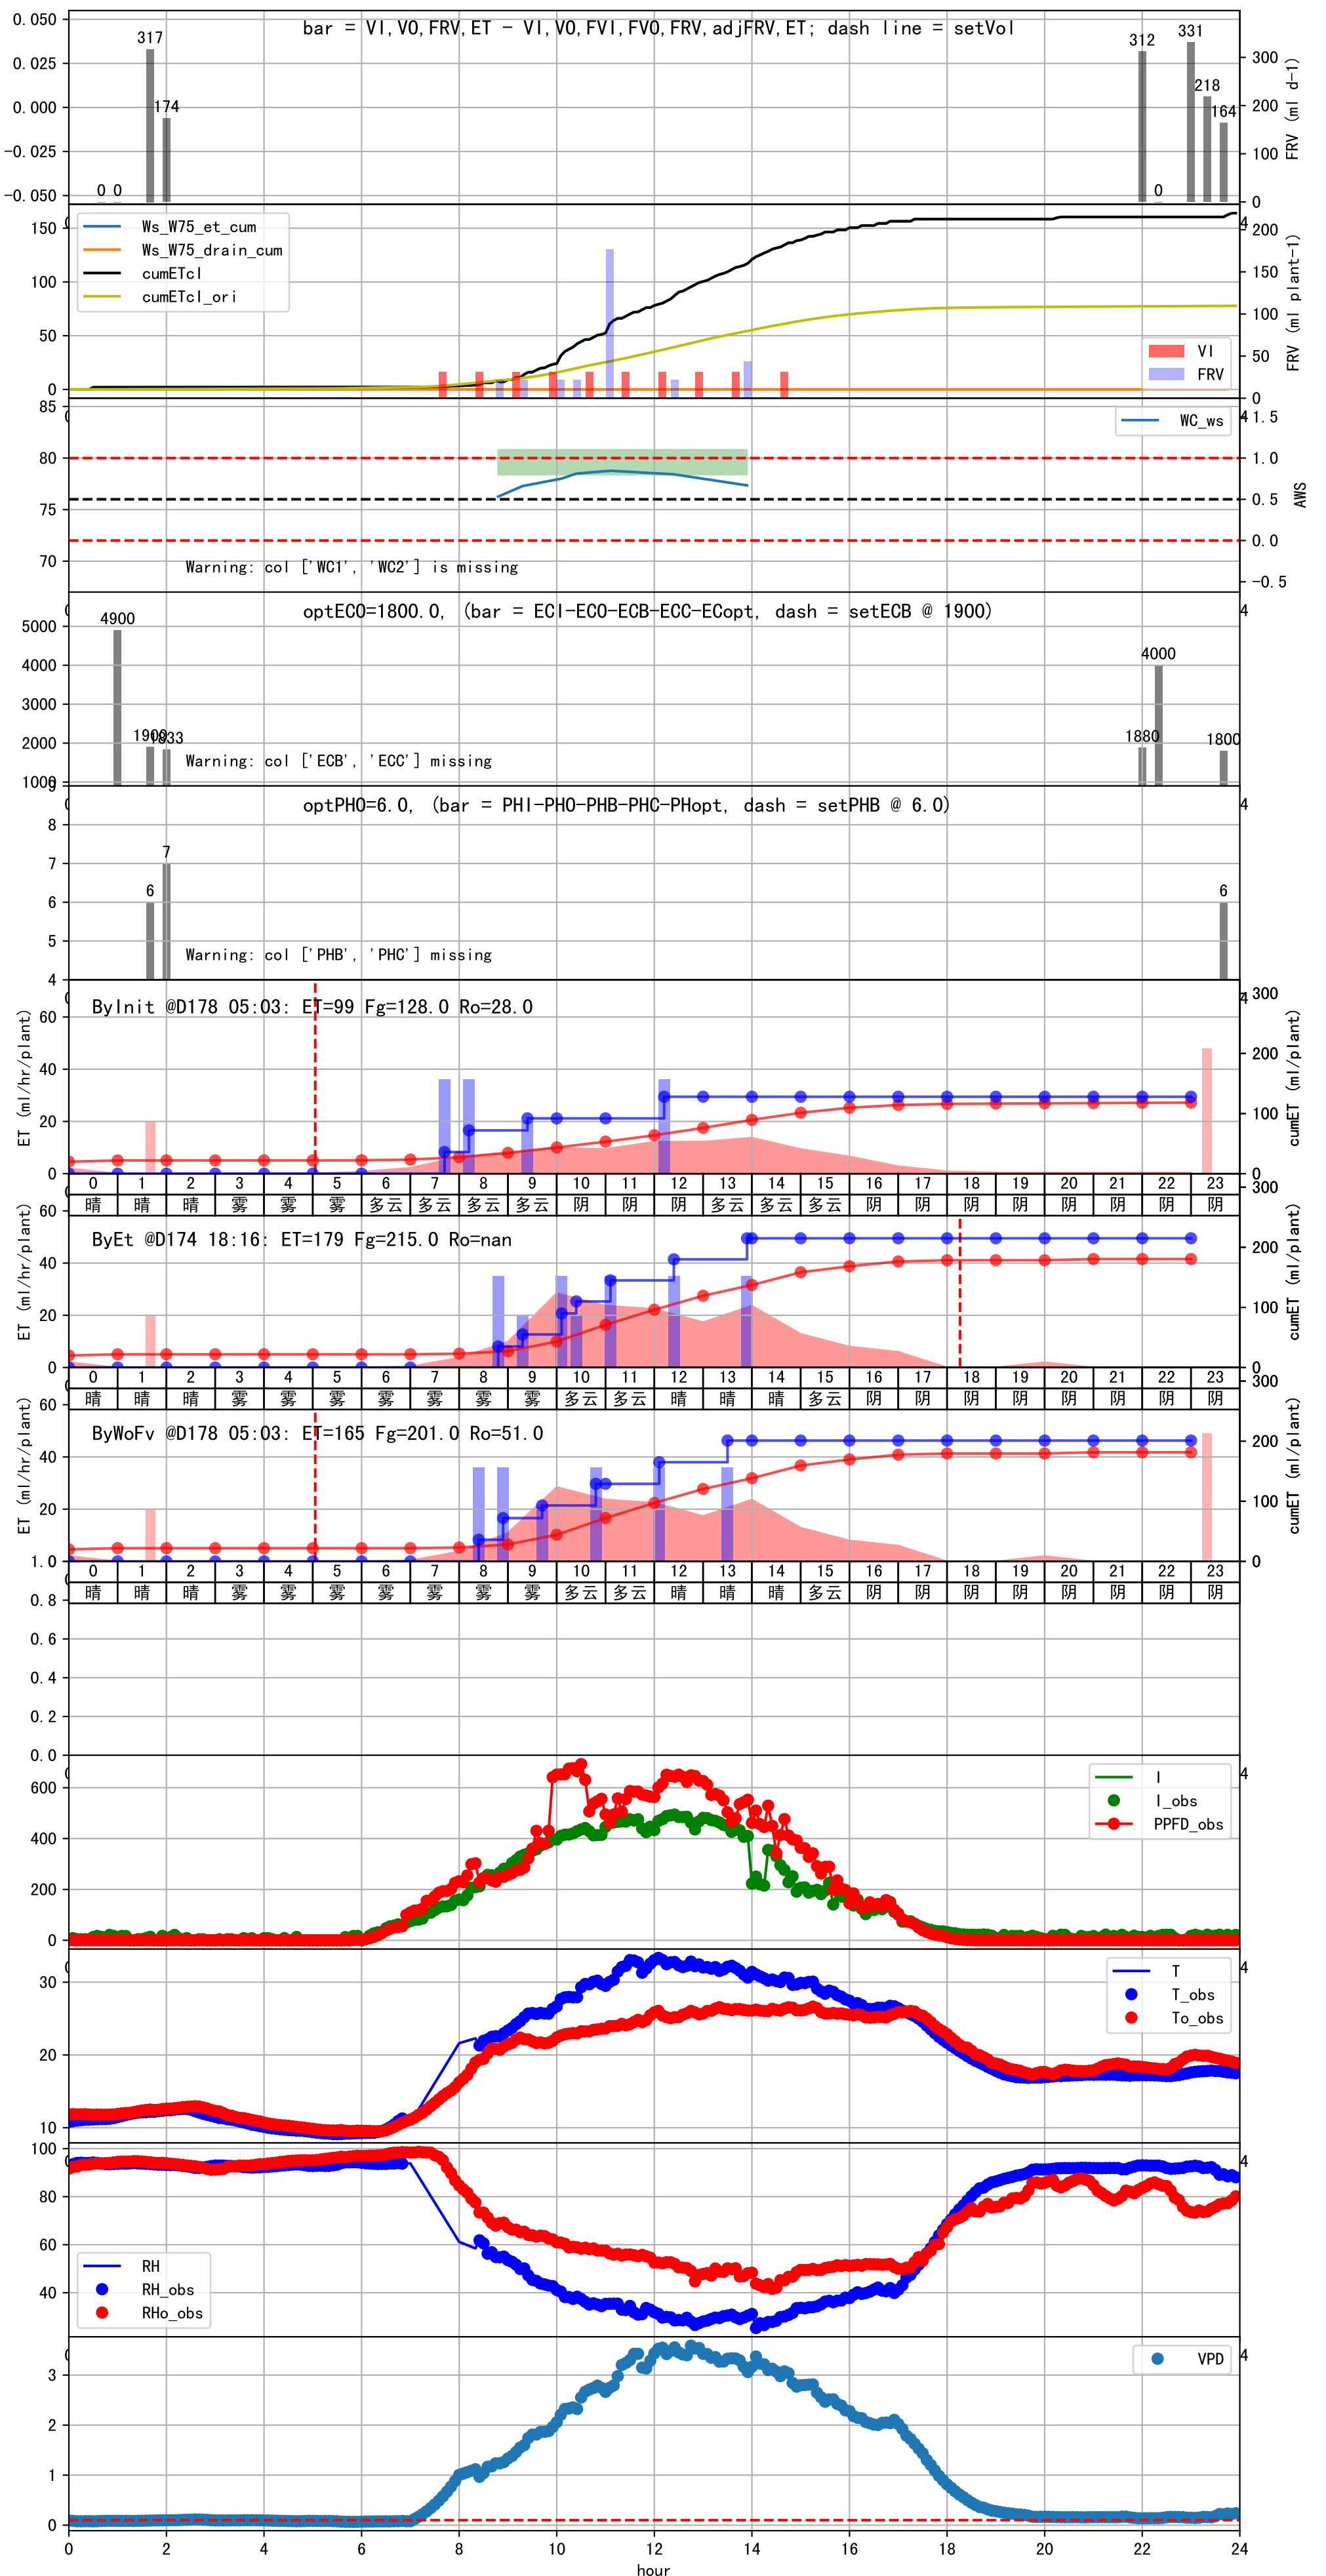 bar = VI,VO,FRV,ET - VI,VO,FVI,FVO,FRV,adjFRV,ET; dash line = setVol
0.050
0.025
0.000
-0.025
-0.050
317
174
0 0
312
0
331
218
164
300
200
100
0
FRV (ml d-1)
Ws_W75_et_cum
Ws_W75_drain_cum
cumETcI
cumETcI_ori
150
100
50
0
4
200
150
100
50
0
FRV (ml plant-1)
VI
FRV
85
80
75
70
WC_ws
Warning: col ['WC1', 'WC2'] is missing
4
1.5
1.0
0.5
0.0
-0.5
AWS
optECO=1800.0, (bar = ECI-ECO-ECB-ECC-ECopt, dash = setECB @ 1900)
5000
4000
3000
2000
1000
4900
1900
1833
1880
4000
1800
Warning: col ['ECB', 'ECC'] missing
4
optPHO=6.0, (bar = PHI-PHO-PHB-PHC-PHopt, dash = setPHB @ 6.0)
9
8
7
6
5
4
6
7
6
Warning: col ['PHB', 'PHC'] missing
4
ByInit @D178 05:03: ET=99 Fg=128.0 Ro=28.0
60
40
20
0
ET (ml/hr/plant)
4
300
200
100
0
cumET (ml/plant)
0 1 2 3 4 5 6 7 8 9 10 11 12 13 14 15 16 17 18 19 20 21 22 23
晴 晴 晴 雾 雾 雾 多云 多云 多云 多云 阴 阴 阴 多云 多云 多云 阴 阴 阴 阴 阴 阴 阴 阴
ByEt @D174 18:16: ET=179 Fg=215.0 Ro=nan
60
40
20
0
ET (ml/hr/plant)
300
200
100
0
cumET (ml/plant)
0 1 2 3 4 5 6 7 8 9 10 11 12 13 14 15 16 17 18 19 20 21 22 23
晴 晴 晴 雾 雾 雾 雾 雾 雾 雾 多云 多云 晴 晴 晴 多云 阴 阴 阴 阴 阴 阴 阴 阴
ByWoFv @D178 05:03: ET=165 Fg=201.0 Ro=51.0
60
40
20
ET (ml/hr/plant)
300
200
100
0
cumET (ml/plant)
0 1 2 3 4 5 6 7 8 9 10 11 12 13 14 15 16 17 18 19 20 21 22 23
晴 晴 晴 雾 雾 雾 雾 雾 雾 雾 多云 多云 晴 晴 晴 多云 阴 阴 阴 阴 阴 阴 阴 阴
1.0
0.8
0.6
0.4
0.2
0.0
4
600
400
200
0
I
I_obs
PPFD_obs
4
30
20
10
T
T_obs
To_obs
4
100
80
60
40
RH
RH_obs
RHo_obs
4
3
2
1
0
VPD
0 2 4 6 8 10 12 14 16 18 20 22 24
hour